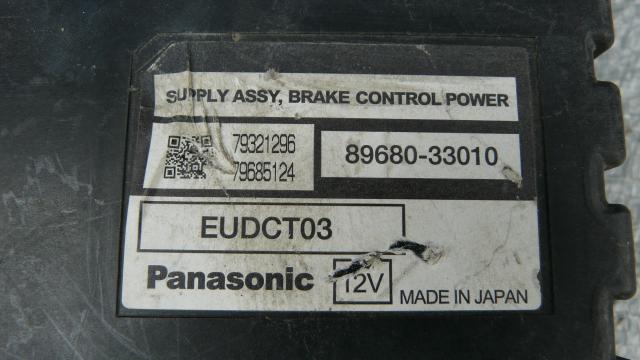 SUPPLY ASSY, BRAKE CONTROL POWER
79321296
79685124
89680-33010
EUDCT03
Panasonic 12V MADE IN JAPAN